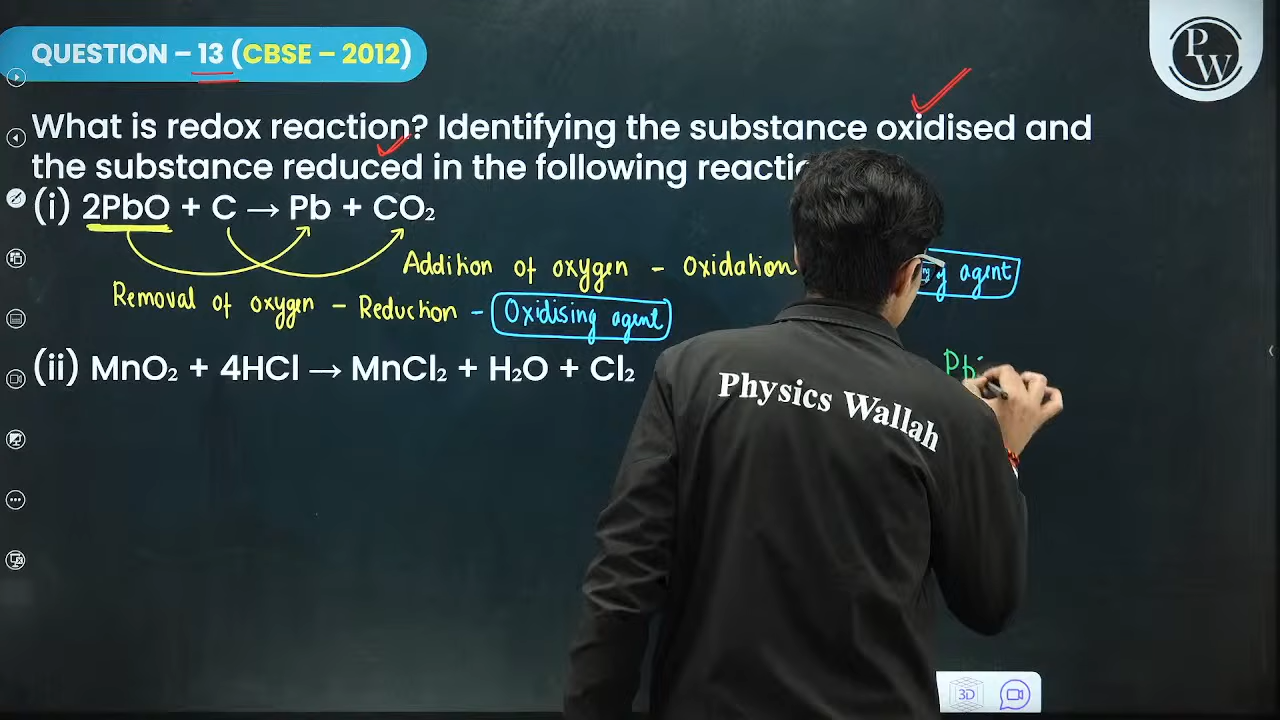 QUESTION – 13 (CBSE – 2012)
PW
What is redox reaction? Identifying the substance oxidised and
the substance reduced in the following
(i) 2PbO + C → Pb + CO₂
Addition of oxygen – Oxidation agent
Removal of oxygen – Reduction – Oxidising agent
(ii) MnO₂ + 4HCl → MnCl₂ + H₂O + Cl₂
Physics Wallah
3D